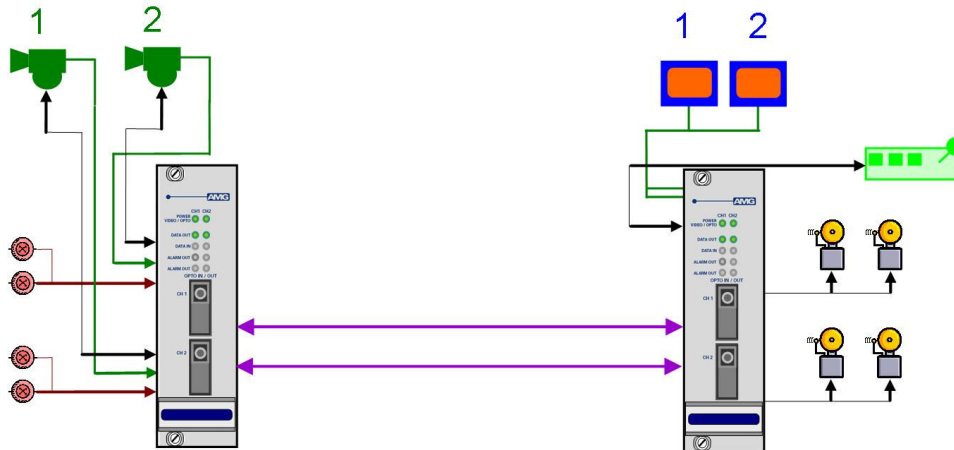 1 2
1 2
AMG
CH1 CH2
POWER
VIDEO / OPTO
DATA OUT
DATA IN
ALARM OUT
ALARM OUT
OPTO IN / OUT
CH 1
CH 2
AMG
CH1 CH2
POWER
VIDEO / OPTO
DATA OUT
DATA IN
ALARM OUT
ALARM OUT
OPTO IN / OUT
CH 1
CH 2